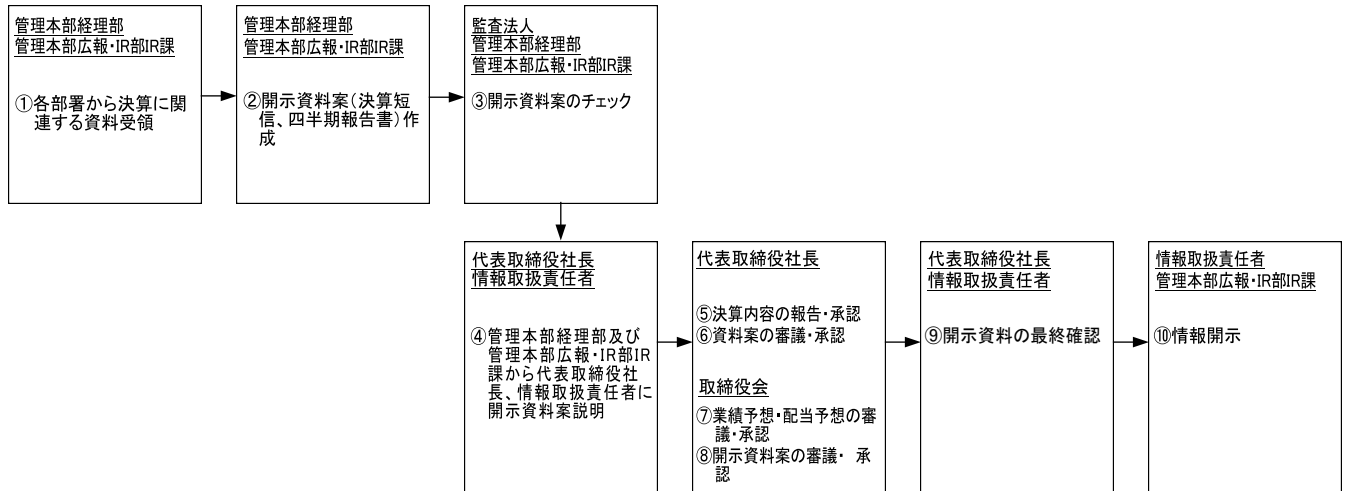 管理本部経理部
管理本部広報・IR部IR課
①各部署から決算に関
連する資料受領
管理本部経理部
管理本部広報・IR部IR課
②開示資料案(決算短
信、四半期報告書)作
成
監査法人
管理本部経理部
管理本部広報・IR部IR課
③開示資料案のチェック
代表取締役社長
情報取扱責任者
④管理本部経理部及び
管理本部広報・IR部IR
課から代表取締役社
長、情報取扱責任者に
開示資料案説明
代表取締役社長
⑤決算内容の報告・承認
⑥資料案の審議・承認
取締役会
⑦業績予想・配当予想の審
議・承認
⑧開示資料案の審議・ 承
認
代表取締役社長
情報取扱責任者
⑨開示資料の最終確認
情報取扱責任者
管理本部広報・IR部IR課
⑩情報開示